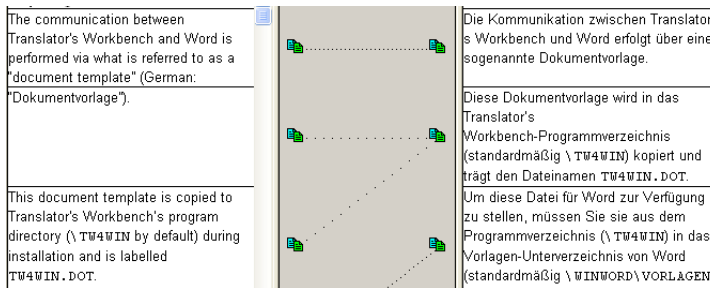 The communication between
Translator's Workbench and Word is
performed via what is referred to as a
"document template" (German:
"Dokumentvorlage").
This document template is copied to
Translator's Workbench's program
directory (\TW4WIN by default) during
installation and is labelled
TW4WIN.DOT.
Die Kommunikation zwischen Translator
s Workbench und Word erfolgt über eine
sogenannte Dokumentvorlage.
Diese Dokumentvorlage wird in das
Translator's
Workbench-Programmverzeichnis
(standardmäßig \TW4WIN) kopiert und
trägt den Dateinamen TW4WIN.DOT.
Um diese Datei für Word zur Verfügung
zu stellen, müssen Sie sie aus dem
Programmverzeichnis (\TW4WIN) in das
Vorlagen-Unterverzeichnis von Word
(standardmäßig \WINWORD\VORLAGEN